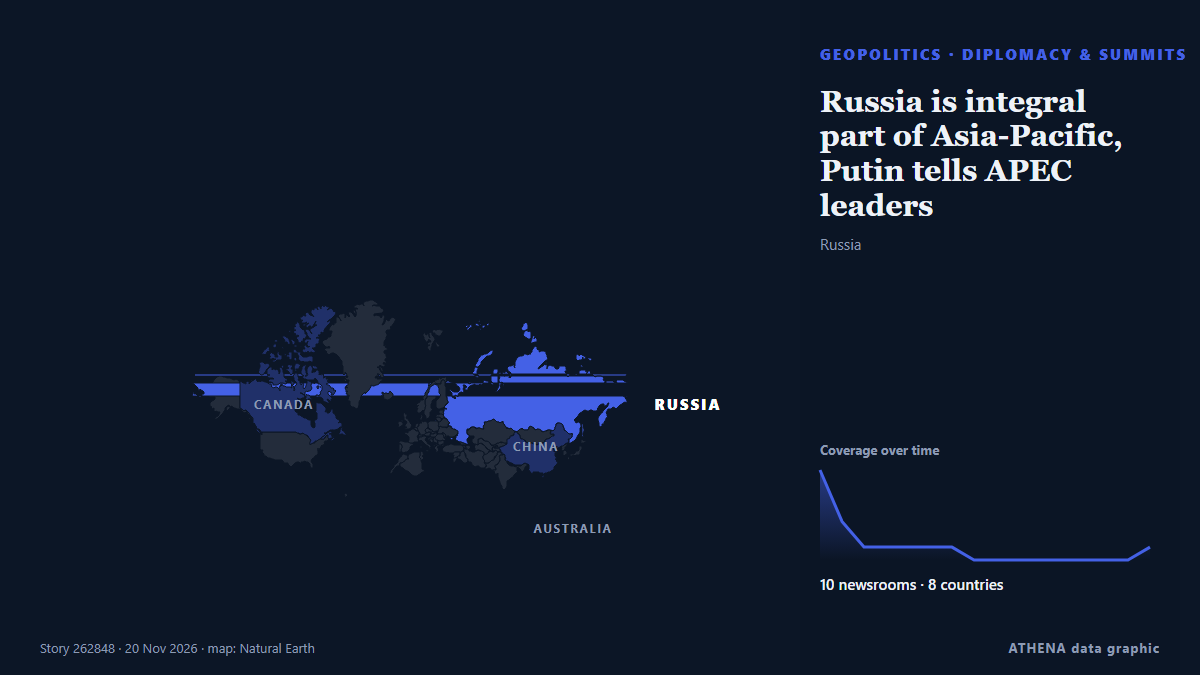 GEOPOLITICS · DIPLOMACY & SUMMITS
Russia is integral
part of Asia-Pacific,
Putin tells APEC
leaders
Russia
CANADA
RUSSIA
CHINA
AUSTRALIA
Coverage over time
10 newsrooms · 8 countries
Story 262848 · 20 Nov 2026 · map: Natural Earth
ATHENA data graphic